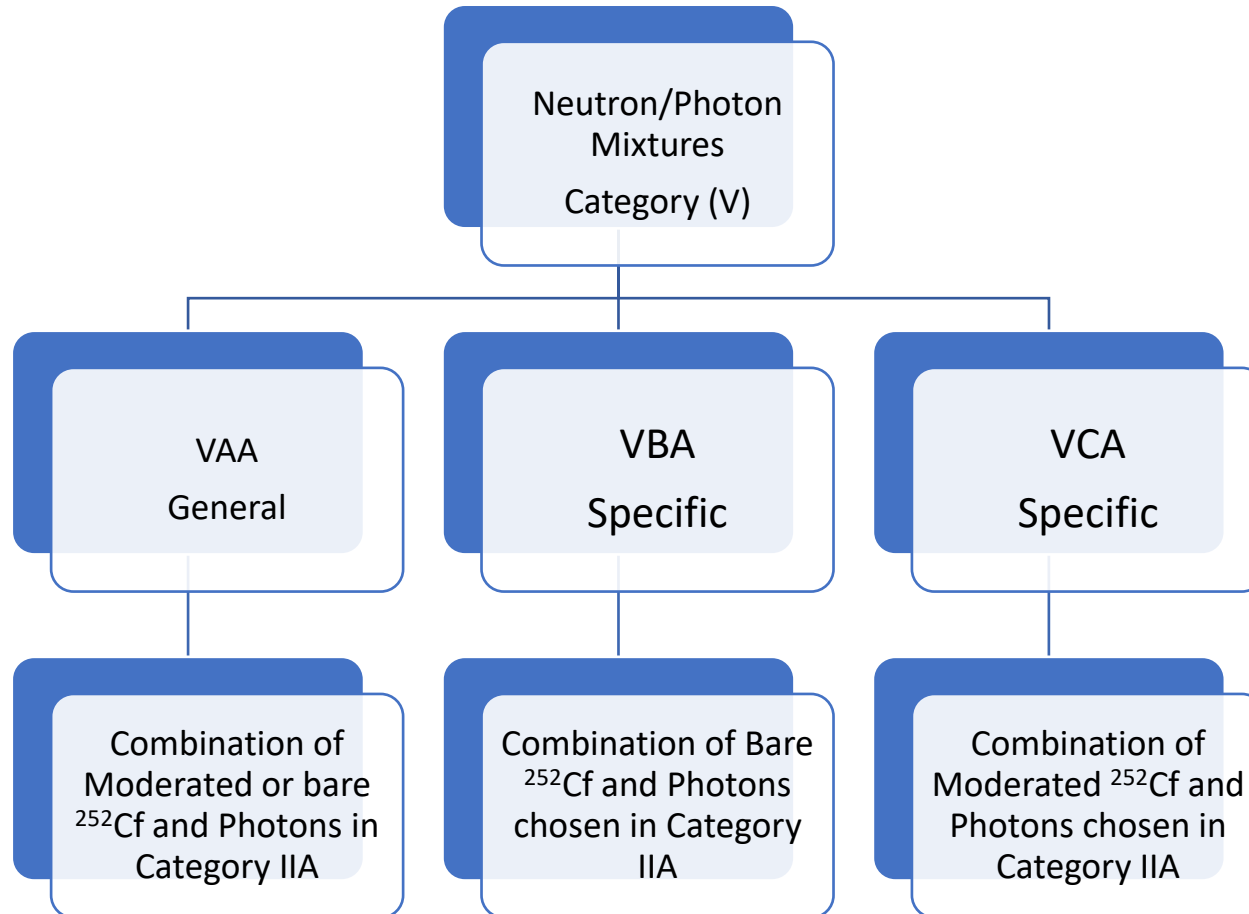 Neutron/Photon
Mixtures
Category (V)
VAA
General
VBA
Specific
VCA
Specific
Combination of
Moderated or bare
²⁵²Cf and Photons in
Category IIA
Combination of Bare
²⁵²Cf and Photons
chosen in Category
IIA
Combination of
Moderated ²⁵²Cf and
Photons chosen in
Category IIA